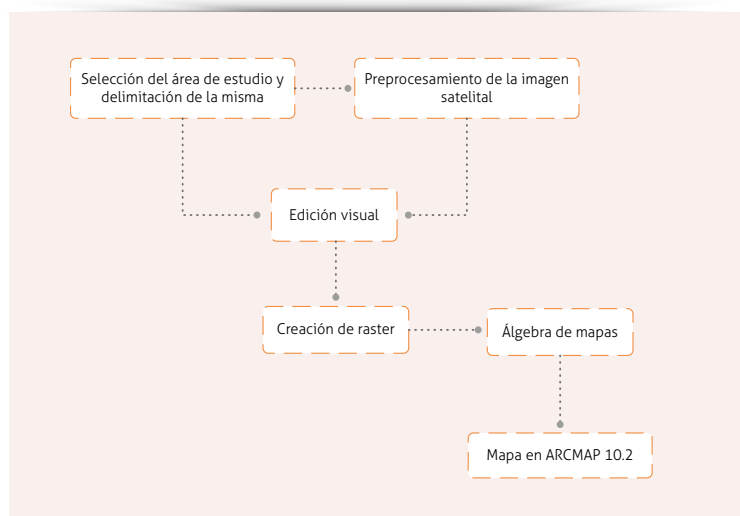 Selección del área de estudio y
delimitación de la misma
Preprocesamiento de la imagen
satelital
Edición visual
Creación de raster
Álgebra de mapas
Mapa en ARCMAP 10.2